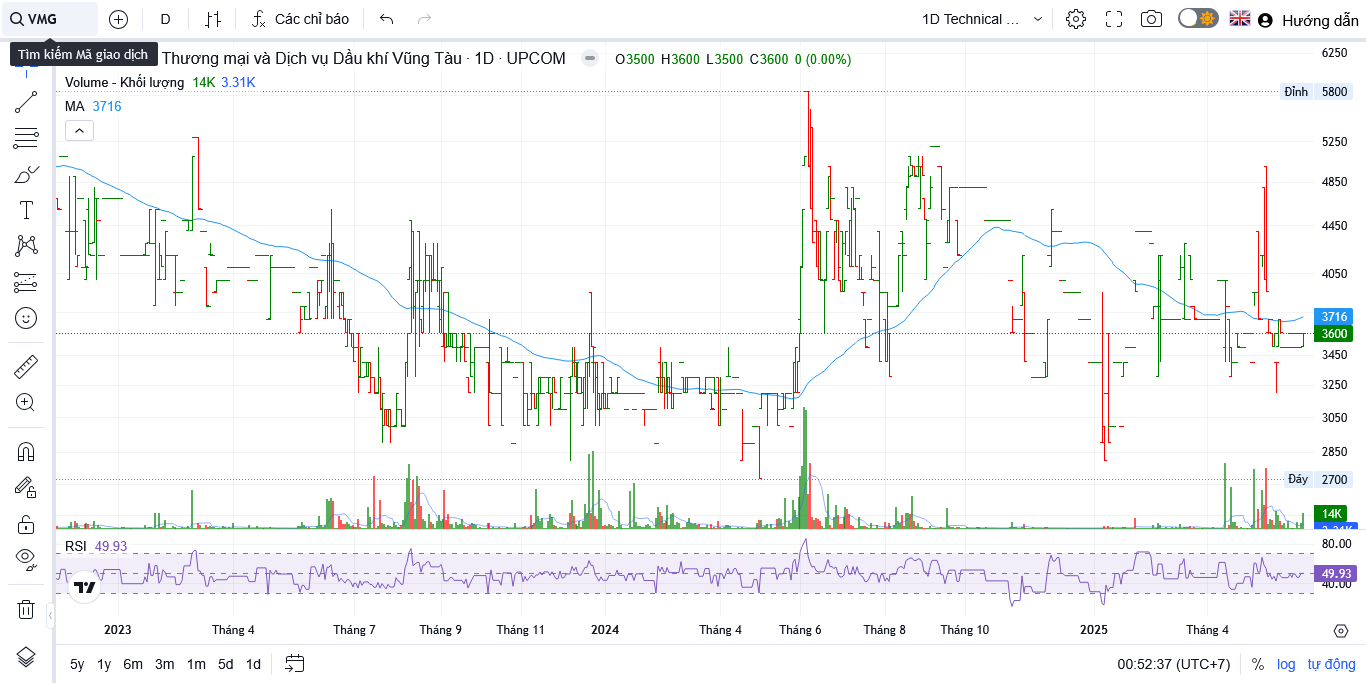 VMG D Các chỉ báo 1D Technical ... Hướng dẫn
Tìm kiếm Mã giao dịch
Thương mại và Dịch vụ Dầu khí Vũng Tàu · 1D · UPCOM O3500 H3600 L3500 C3600 0 (0.00%)
Volume - Khối lượng 14K 3.31K
MA 3716
6250
Đỉnh 5800
5250
4850
4450
4050
3716
3600
3450
3250
3050
2850
Đáy 2700
14K
RSI 49.93
80.00
49.93
40.00
2023 Tháng 4 Tháng 7 Tháng 9 Tháng 11 2024 Tháng 4 Tháng 6 Tháng 8 Tháng 10 2025 Tháng 4
5y 1y 6m 3m 1m 5d 1d 00:52:37 (UTC+7) % log tự động